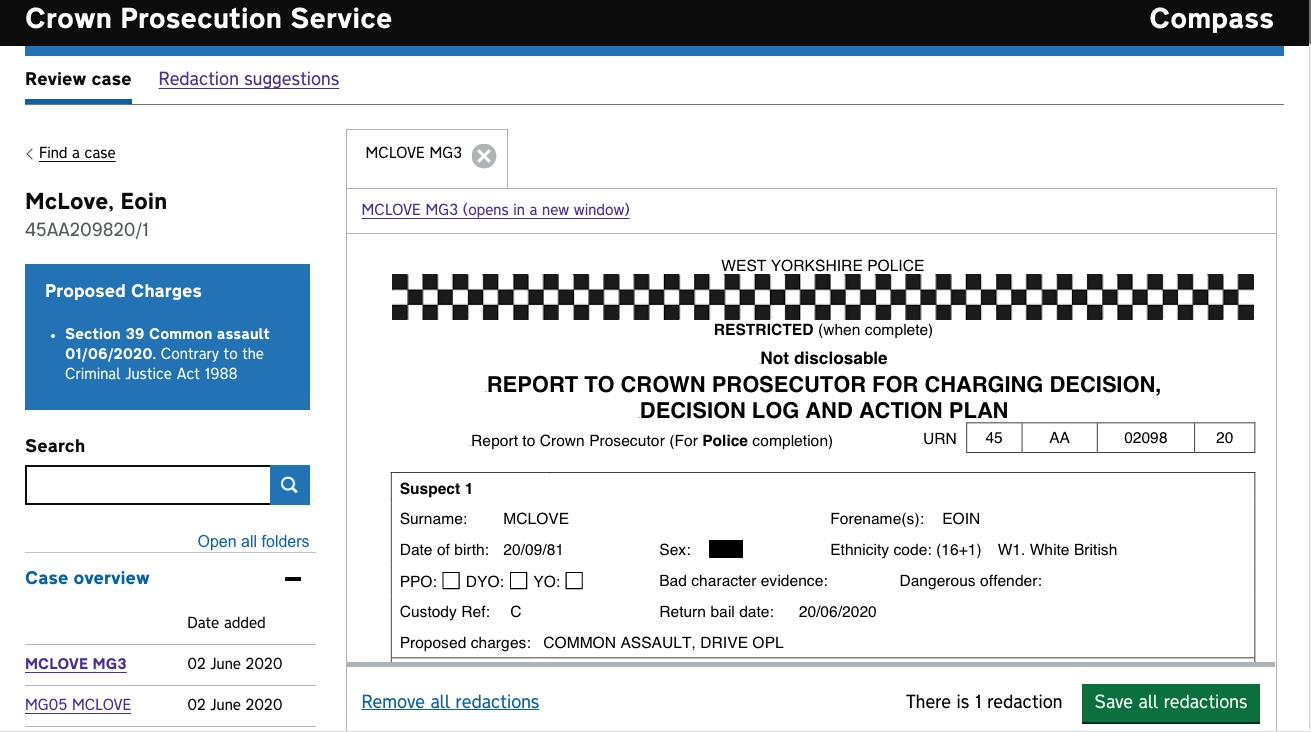 Crown Prosecution Service Compass
Review case Redaction suggestions
Find a case
McLove, Eoin
45AA209820/1
Proposed Charges
• Section 39 Common assault
01/06/2020. Contrary to the
Criminal Justice Act 1988
Search
Open all folders
Case overview
Date added
MCLOVE MG3 02 June 2020
MG05 MCLOVE 02 June 2020
MCLOVE MG3
MCLOVE MG3 (opens in a new window)
WEST YORKSHIRE POLICE
RESTRICTED (when complete)
Not disclosable
REPORT TO CROWN PROSECUTOR FOR CHARGING DECISION,
DECISION LOG AND ACTION PLAN
Report to Crown Prosecutor (For Police completion) URN 45 AA 02098 20
Suspect 1
Surname: MCLOVE Forename(s): EOIN
Date of birth: 20/09/81 Sex: Ethnicity code: (16+1) W1. White British
PPO: DYO: YO: Bad character evidence: Dangerous offender:
Custody Ref: C Return bail date: 20/06/2020
Proposed charges: COMMON ASSAULT, DRIVE OPL
Remove all redactions There is 1 redaction Save all redactions